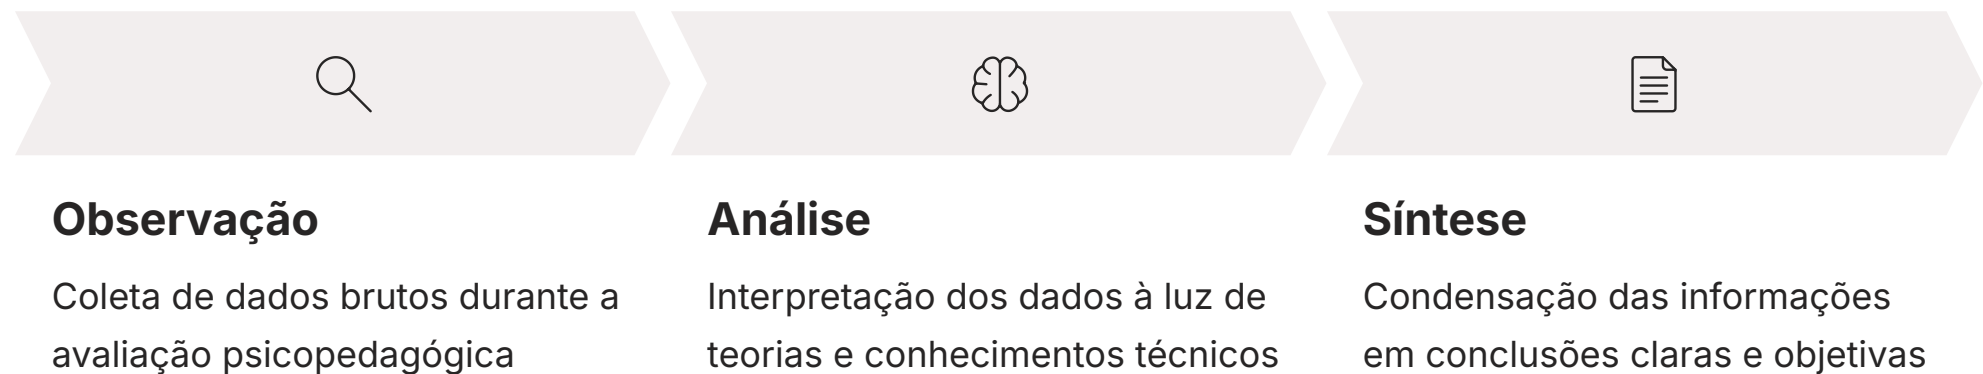 Observação
Coleta de dados brutos durante a
avaliação psicopedagógica
Análise
Interpretação dos dados à luz de
teorias e conhecimentos técnicos
Síntese
Condensação das informações
em conclusões claras e objetivas